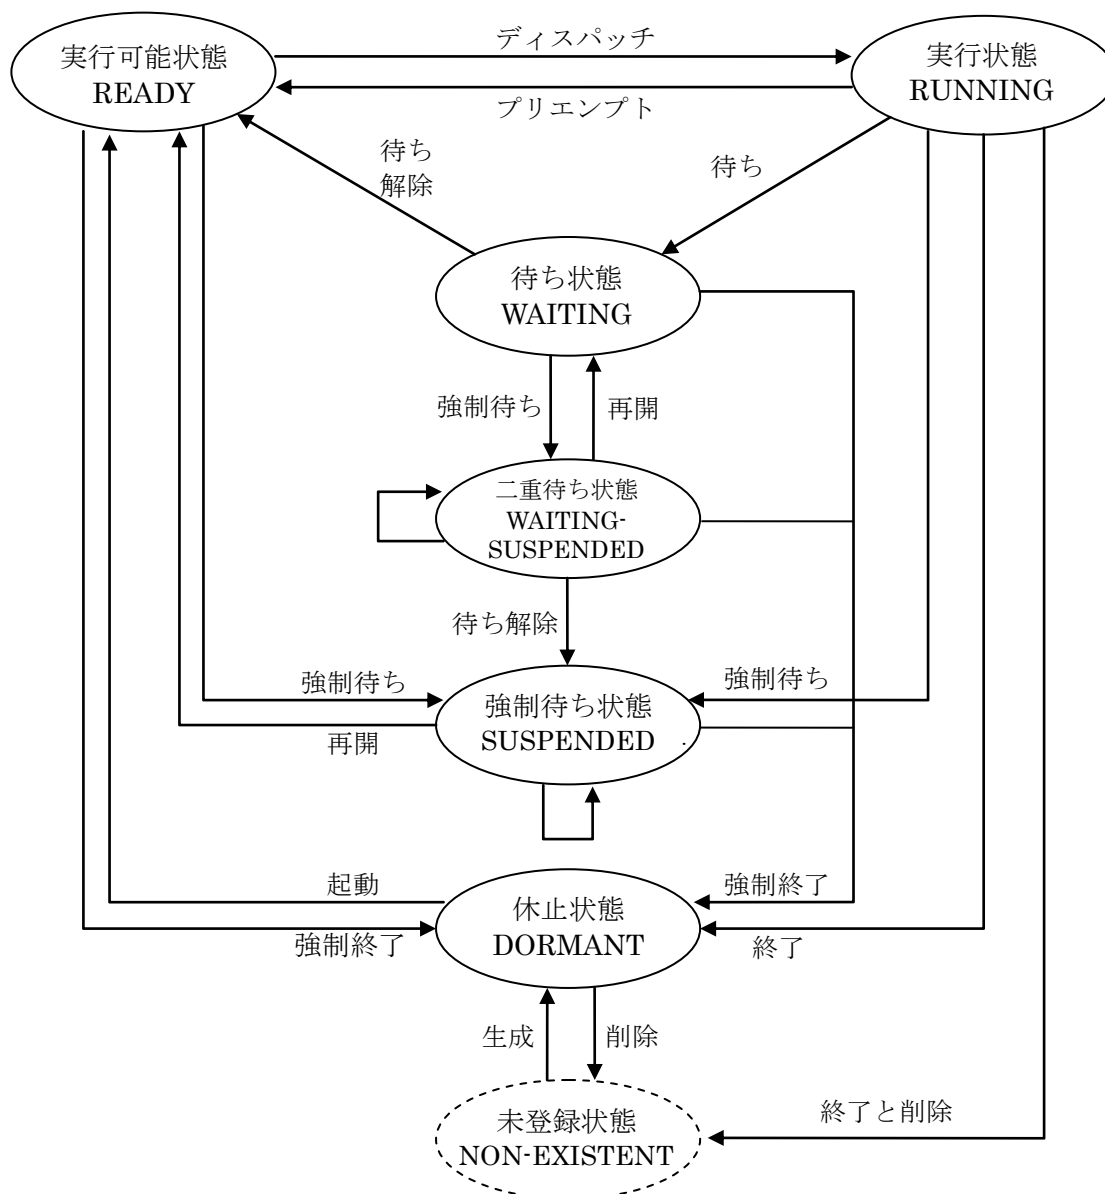 実行可能状態
READY
ディスパッチ
プリエンプト
実行状態
RUNNING
待ち
解除
待ち
待ち状態
WAITING
強制待ち
再開
二重待ち状態
WAITING-
SUSPENDED
待ち解除
強制待ち
強制待ち
強制待ち状態
SUSPENDED
再開
起動
強制終了
休止状態
DORMANT
強制終了
終了
生成
削除
未登録状態
NON-EXISTENT
終了と削除